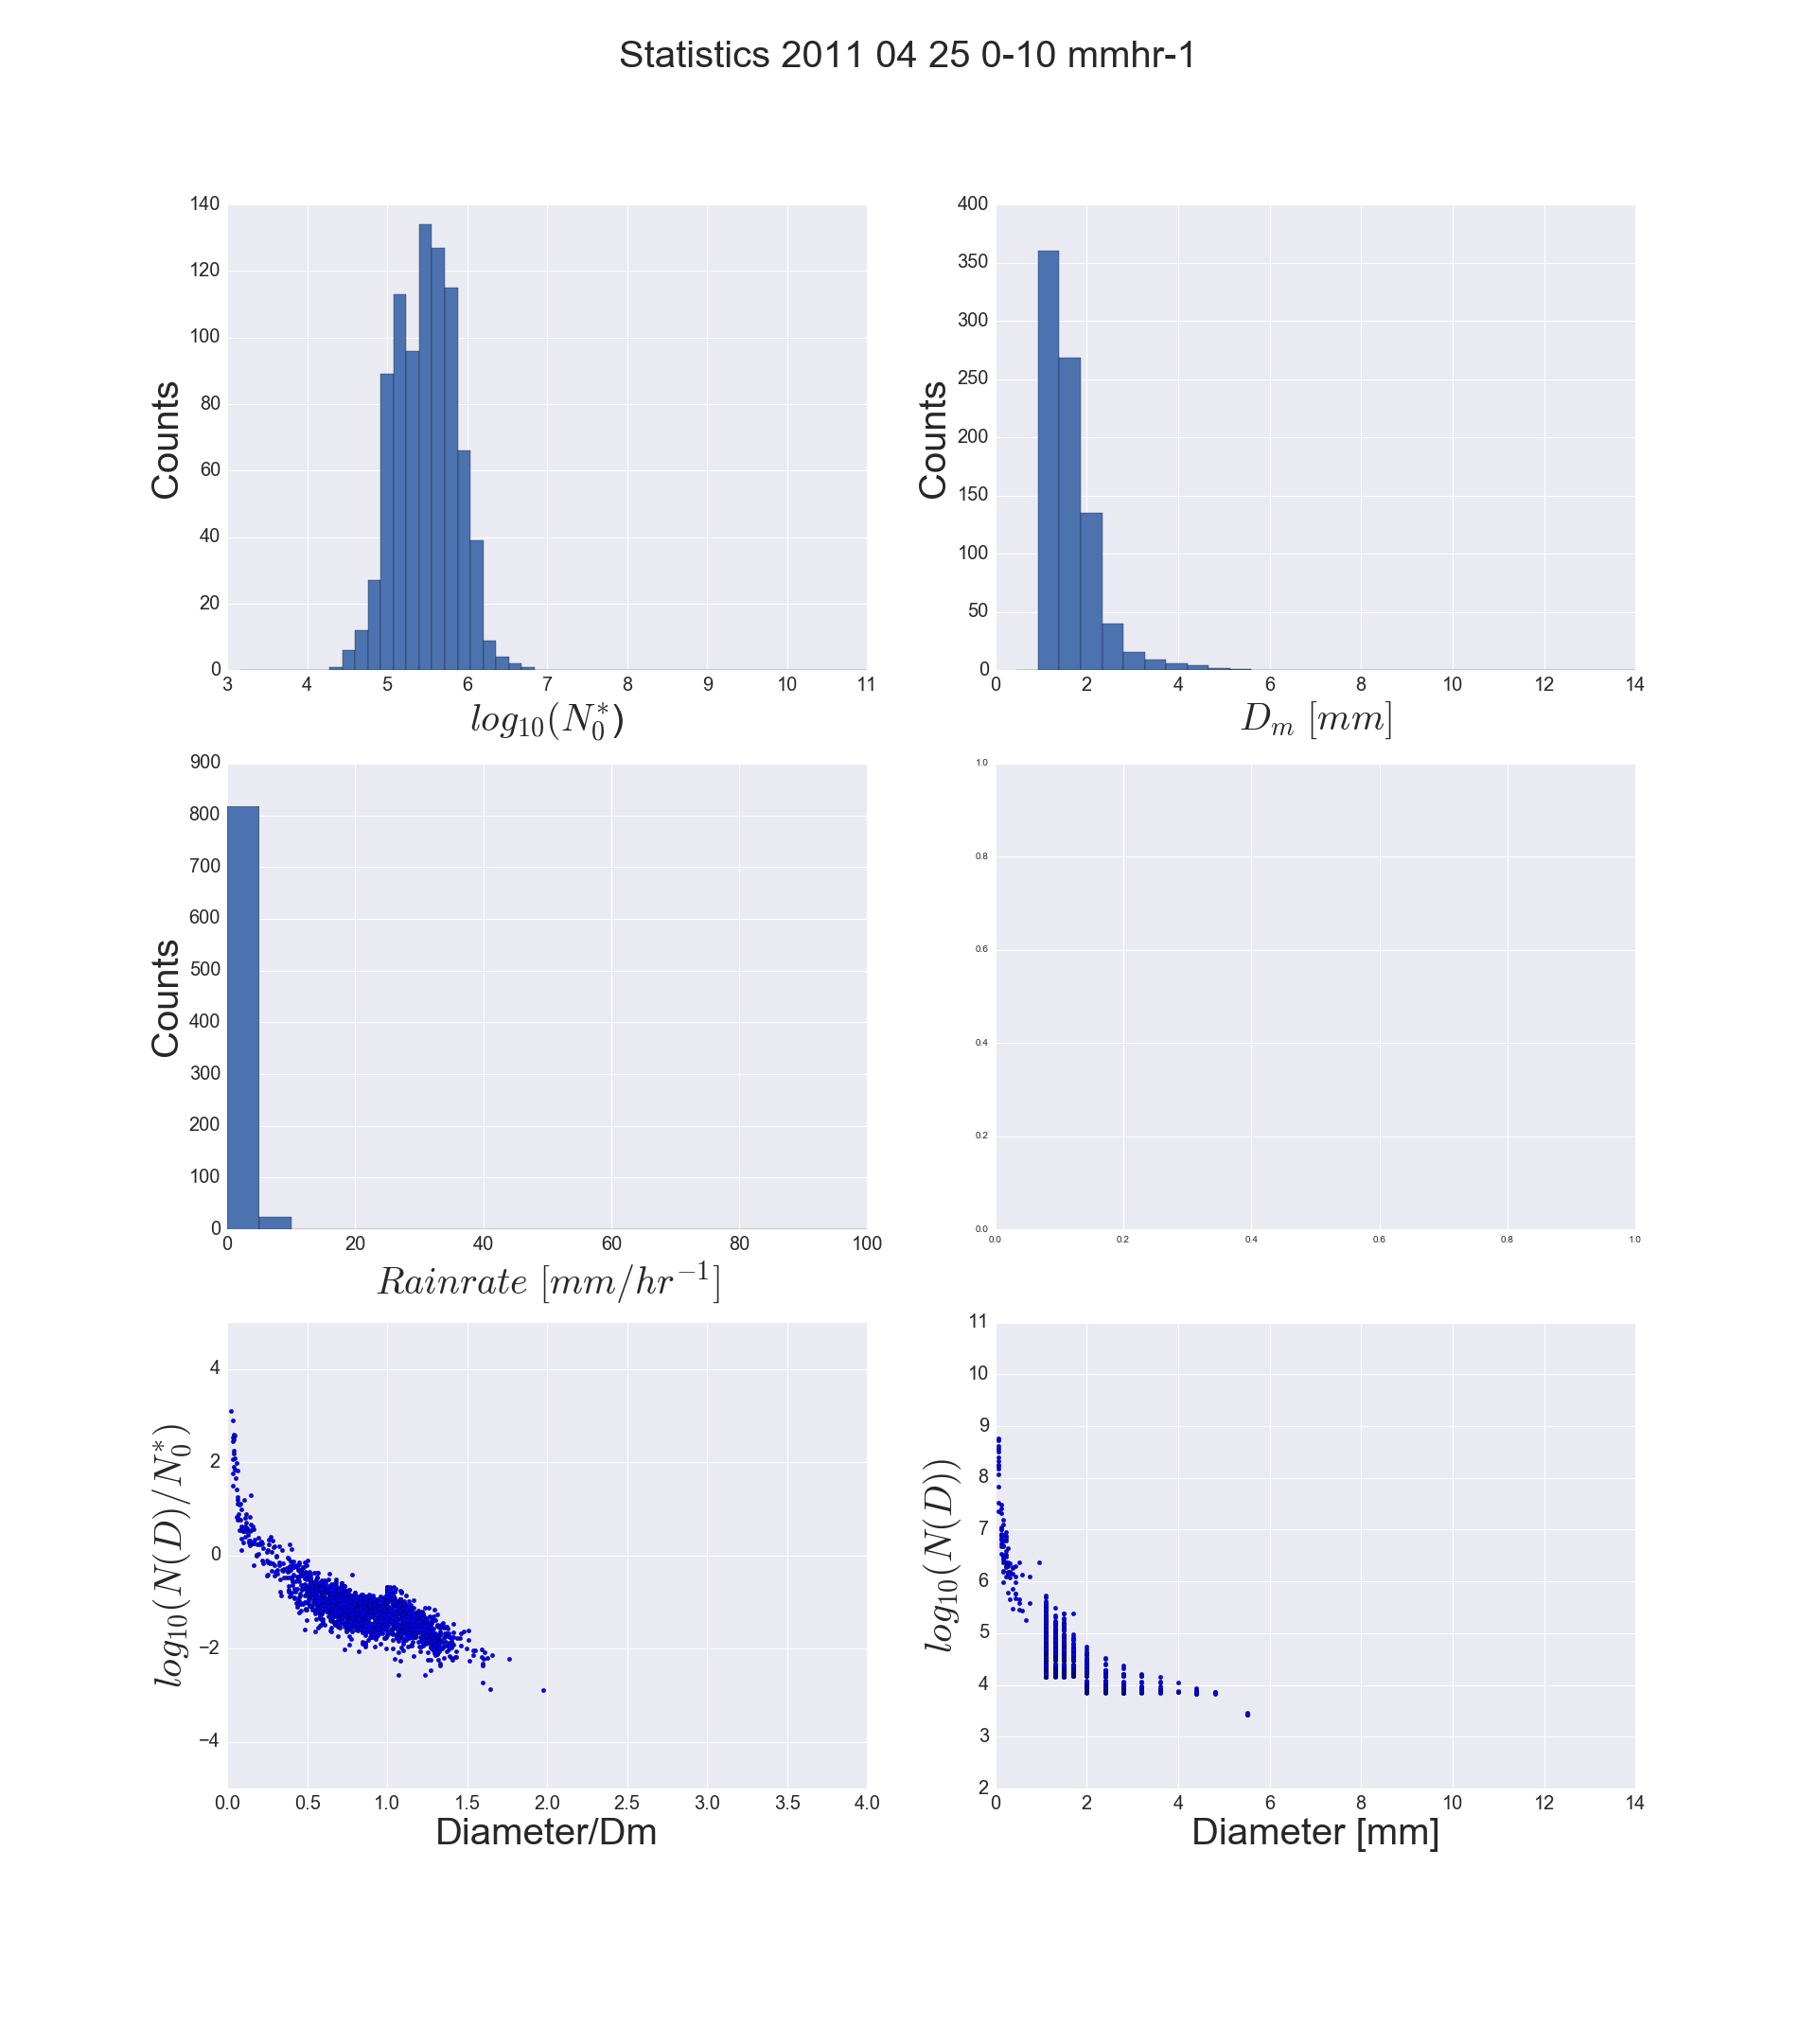 Statistics 2011 04 25 0-10 mmhr-1
140
120
100
80
60
40
20
0
Counts
3 4 5 6 7 8 9 10 11
log₁₀(N₀*)
400
350
300
250
200
150
100
50
0
Counts
0 2 4 6 8 10 12 14
Dₘ [mm]
900
800
700
600
500
400
300
200
100
0
Counts
0 20 40 60 80 100
Rainrate [mm/hr⁻¹]
1.0
0.8
0.6
0.4
0.2
0.0
0.0 0.2 0.4 0.6 0.8 1.0
4
2
0
−2
−4
log₁₀(N(D)/N₀*)
0.0 0.5 1.0 1.5 2.0 2.5 3.0 3.5 4.0
Diameter/Dm
11
10
9
8
7
6
5
4
3
2
log₁₀(N(D))
0 2 4 6 8 10 12 14
Diameter [mm]